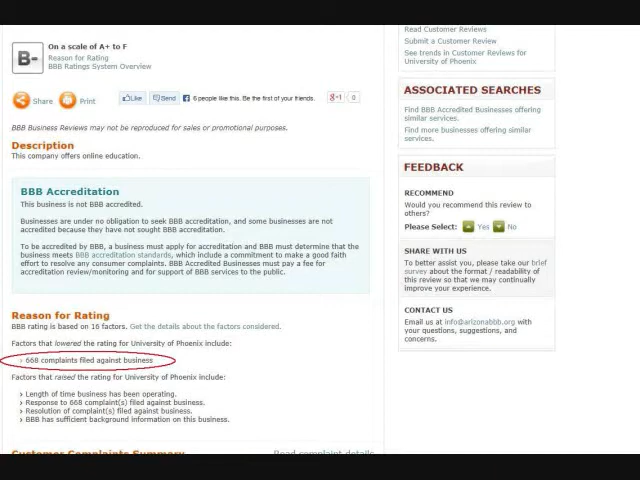 On a scale of A+ to F
B-
Reason for Rating
BBB Ratings System Overview
Share
Print
Like
Send
6 people like this. Be the first of your friends.
+1
0
BBB Business Reviews may not be reproduced for sales or promotional purposes.
Description
This company offers online education.
BBB Accreditation
This business is not BBB accredited.
Businesses are under no obligation to seek BBB accreditation, and some businesses are not
accredited because they have not sought BBB accreditation.
To be accredited by BBB, a business must apply for accreditation and BBB must determine that the
business meets BBB accreditation standards, which include a commitment to make a good faith
effort to resolve any consumer complaints. BBB Accredited Businesses must pay a fee for
accreditation review/monitoring and for support of BBB services to the public.
Reason for Rating
BBB rating is based on 16 factors. Get the details about the factors considered.
Factors that lowered the rating for University of Phoenix include:
668 complaints filed against business
Factors that raised the rating for University of Phoenix include:
Length of time business has been operating.
Response to 668 complaint(s) filed against business.
Resolution of complaint(s) filed against business.
BBB has sufficient background information on this business.
Customer Complaints Summary
Read complaint details
Read Customer Reviews
Submit a Customer Review
See trends in Customer Reviews for
University of Phoenix
ASSOCIATED SEARCHES
Find BBB Accredited Businesses offering
similar services.
Find more businesses offering similar
services.
FEEDBACK
RECOMMEND
Would you recommend this review to
others?
Please Select: Yes No
SHARE WITH US
To better assist you, please take our brief
survey about the format / readability of
this review so that we may continually
improve your experience.
CONTACT US
Email us at info@arizonabbb.org with
your questions, suggestions, and
concerns.